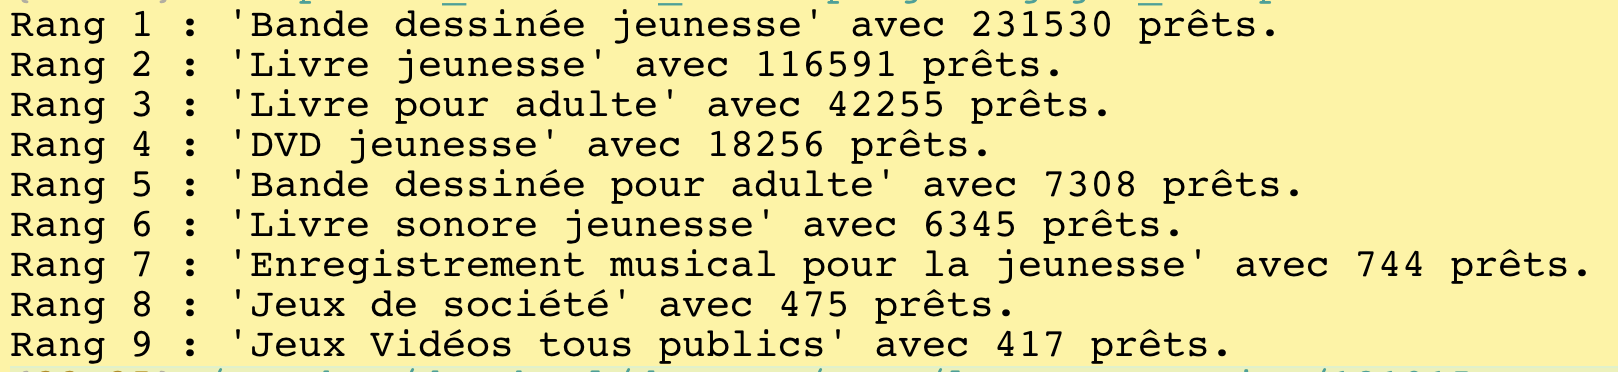 Rang 1 : 'Bande dessinée jeunesse' avec 231530 prêts.
Rang 2 : 'Livre jeunesse' avec 116591 prêts.
Rang 3 : 'Livre pour adulte' avec 42255 prêts.
Rang 4 : 'DVD jeunesse' avec 18256 prêts.
Rang 5 : 'Bande dessinée pour adulte' avec 7308 prêts.
Rang 6 : 'Livre sonore jeunesse' avec 6345 prêts.
Rang 7 : 'Enregistrement musical pour la jeunesse' avec 744 prêts.
Rang 8 : 'Jeux de société' avec 475 prêts.
Rang 9 : 'Jeux Vidéos tous publics' avec 417 prêts.